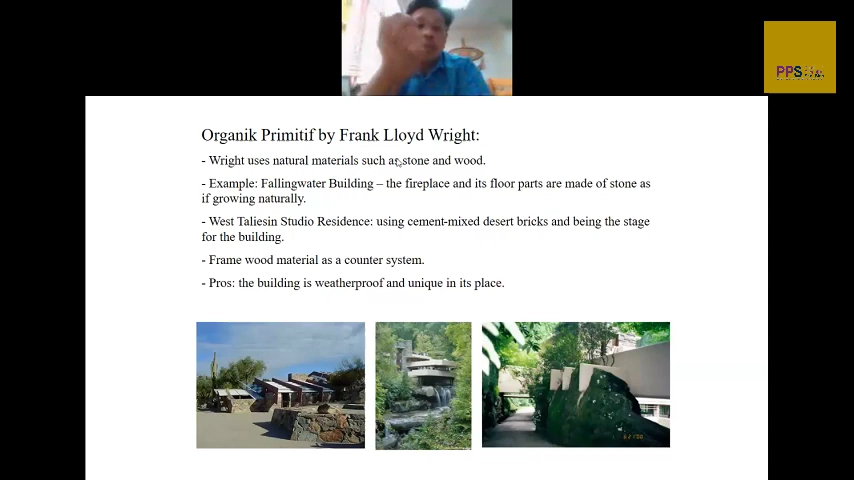 PPS
Organik Primitif by Frank Lloyd Wright:
- Wright uses natural materials such as stone and wood.
- Example: Fallingwater Building – the fireplace and its floor parts are made of stone as
if growing naturally.
- West Taliesin Studio Residence: using cement-mixed desert bricks and being the stage
for the building.
- Frame wood material as a counter system.
- Pros: the building is weatherproof and unique in its place.